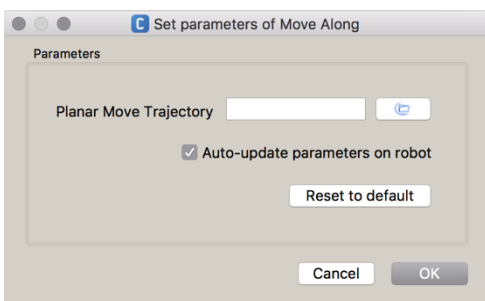 C Set parameters of Move Along
Parameters
Planar Move Trajectory
Auto-update parameters on robot
Reset to default
Cancel OK